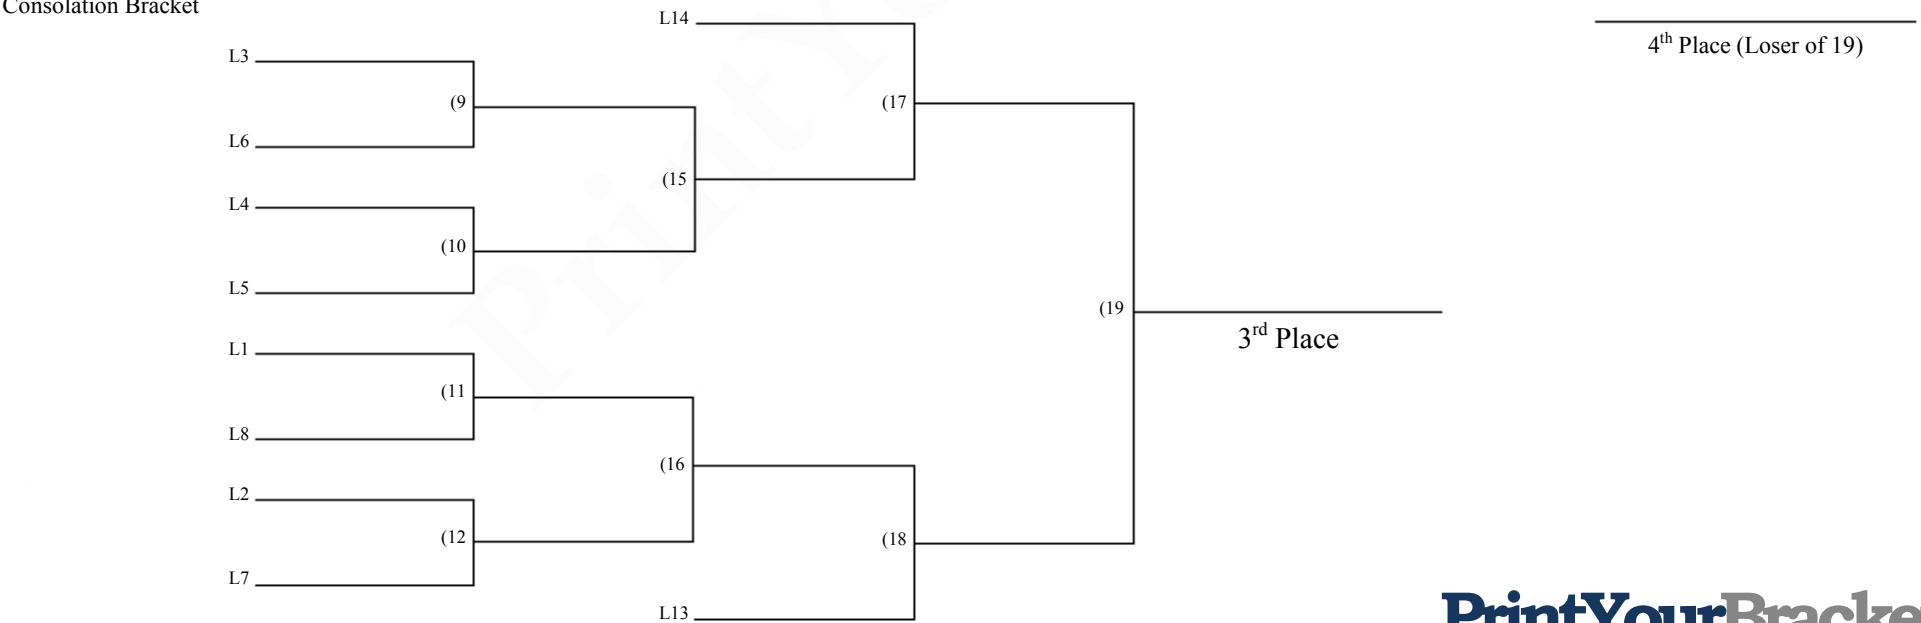 Consolation Bracket
L14
4th Place (Loser of 19)
L3
(9
(17
L6
(15
L4
(10
L5
(19
3rd Place
L1
(11
L8
(16
L2
(12
(18
L7
L13
PrintYourBracke